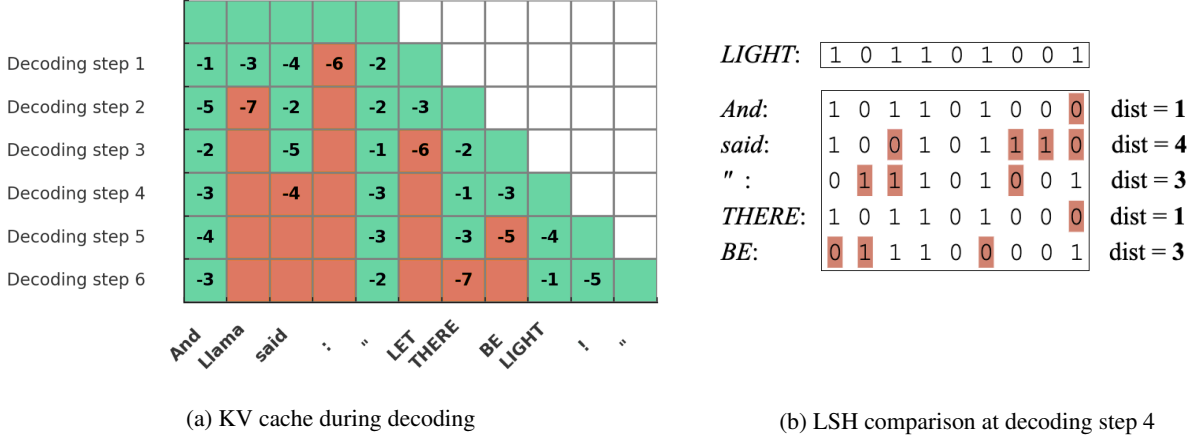 Decoding step 1 -1 -3 -4 -6 -2
Decoding step 2 -5 -7 -2 -2 -3
Decoding step 3 -2 -5 -1 -6 -2
Decoding step 4 -3 -4 -3 -1 -3
Decoding step 5 -4 -3 -3 -5 -4
Decoding step 6 -3 -2 -7 -1 -5
And Llama said : " LET THERE BE LIGHT ! "
(a) KV cache during decoding
LIGHT: 1 0 1 1 0 1 0 0 1
And: 1 0 1 1 0 1 0 0 0 dist = 1
said: 1 0 0 1 0 1 1 1 0 dist = 4
" : 0 1 1 1 0 1 0 0 1 dist = 3
THERE: 1 0 1 1 0 1 0 0 0 dist = 1
BE: 0 1 1 1 0 0 0 0 1 dist = 3
(b) LSH comparison at decoding step 4